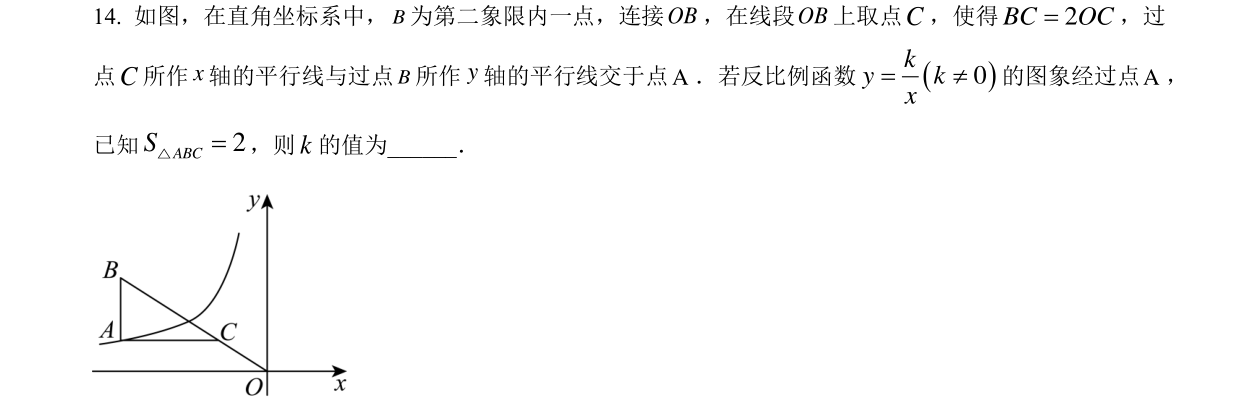 14. 如图，在直角坐标系中，B为第二象限内一点，连接OB，在线段OB上取点C，使得BC=2OC，过
点C所作x轴的平行线与过点B所作y轴的平行线交于点A．若反比例函数y=k/x(k≠0)的图象经过点A，
已知S△ABC=2，则k的值为______．
y
B
A
C
O
x